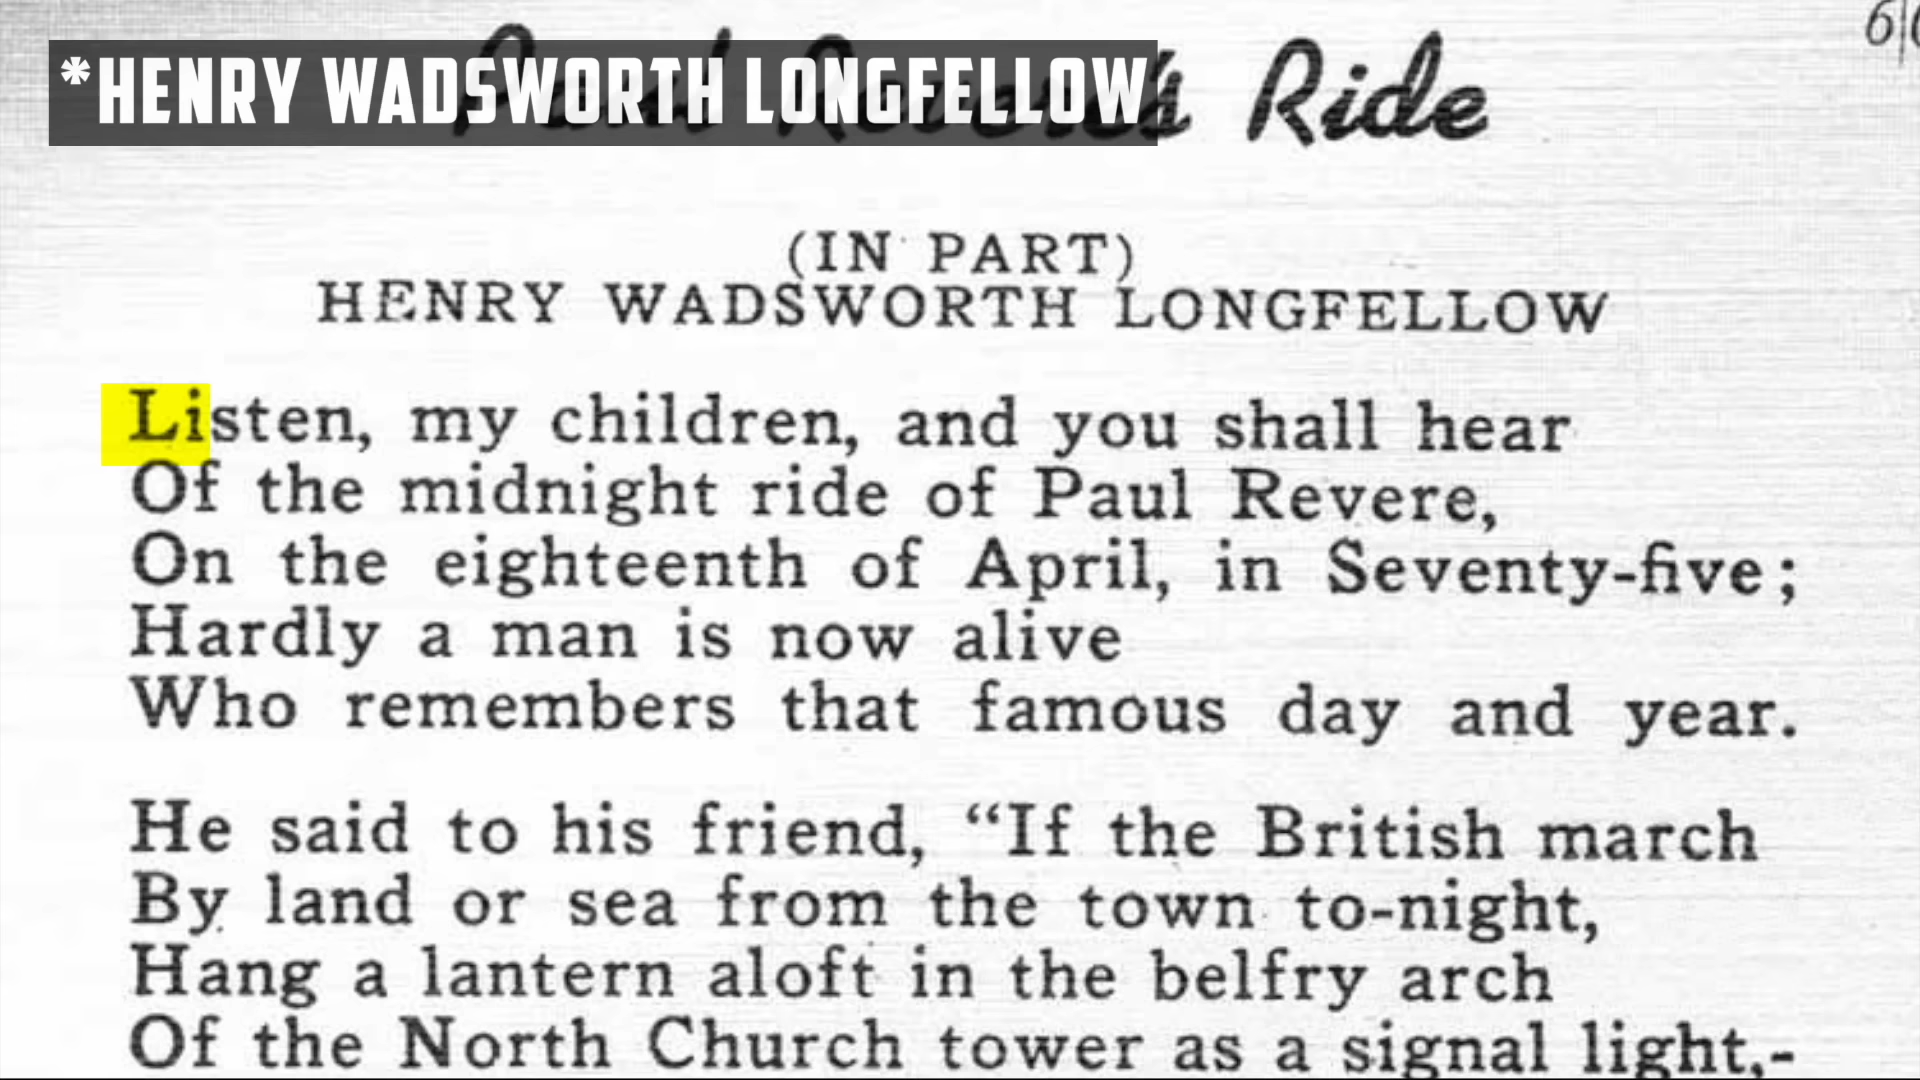 *HENRY WADSWORTH LONGFELLOW
Paul Revere's Ride
(IN PART)
HENRY WADSWORTH LONGFELLOW
Listen, my children, and you shall hear
Of the midnight ride of Paul Revere,
On the eighteenth of April, in Seventy-five;
Hardly a man is now alive
Who remembers that famous day and year.
He said to his friend, “If the British march
By land or sea from the town to-night,
Hang a lantern aloft in the belfry arch
Of the North Church tower as a signal light,-